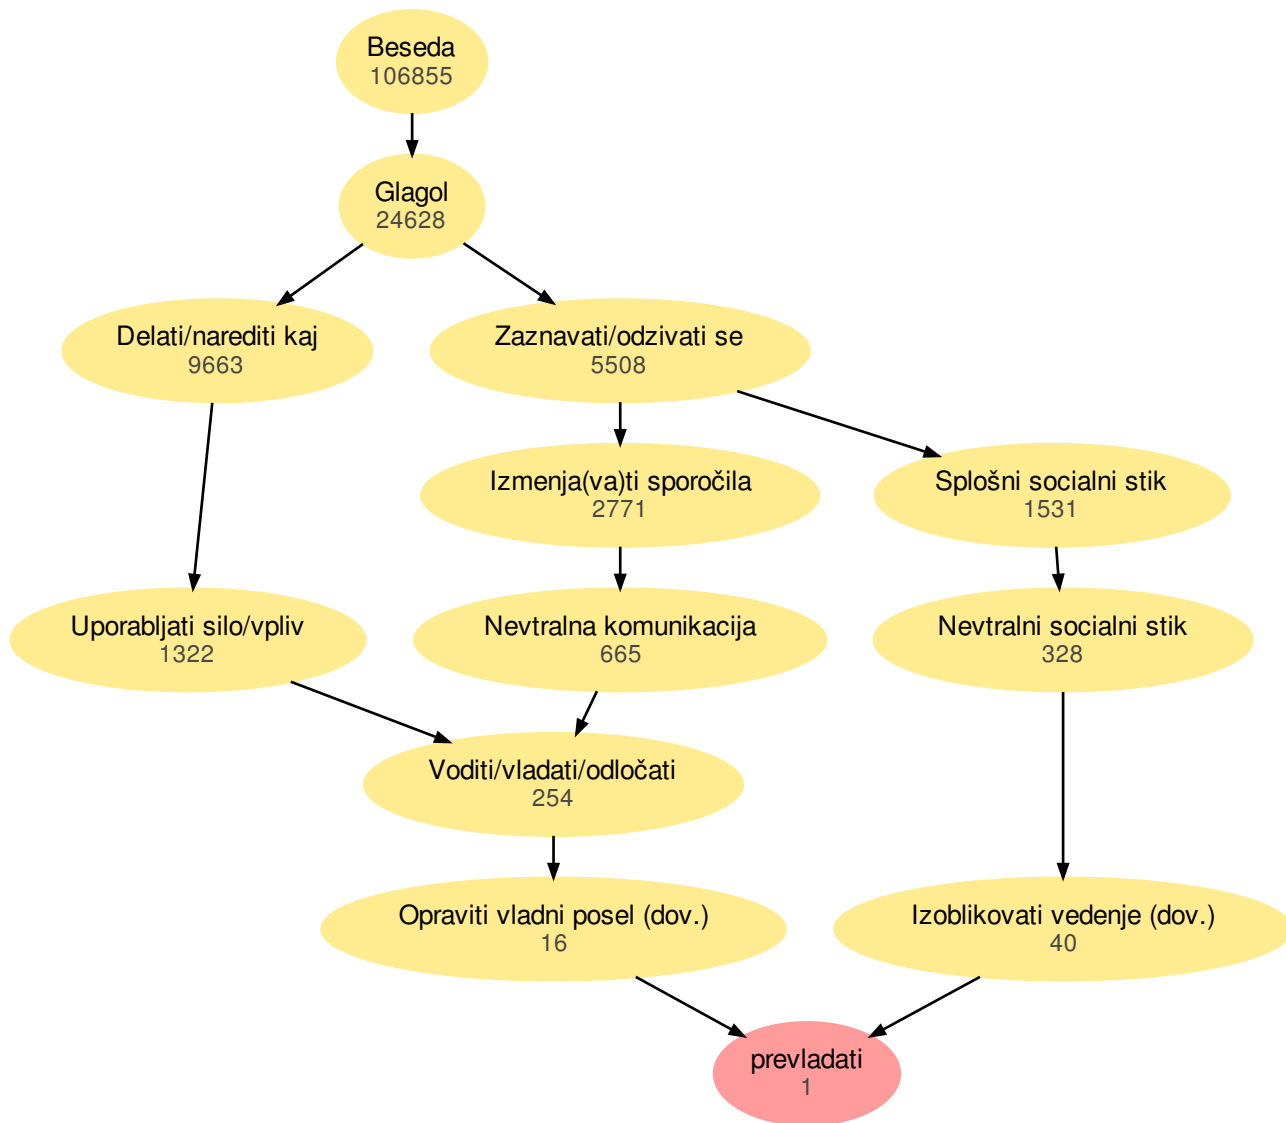 Beseda
106855
Glagol
24628
Delati/narediti kaj
9663
Zaznavati/odzivati se
5508
Izmenja(va)ti sporočila
2771
Splošni socialni stik
1531
Uporabljati silo/vpliv
1322
Nevtralna komunikacija
665
Nevtralni socialni stik
328
Voditi/vladati/odločati
254
Opraviti vladni posel (dov.)
16
Izoblikovati vedenje (dov.)
40
prevladati
1